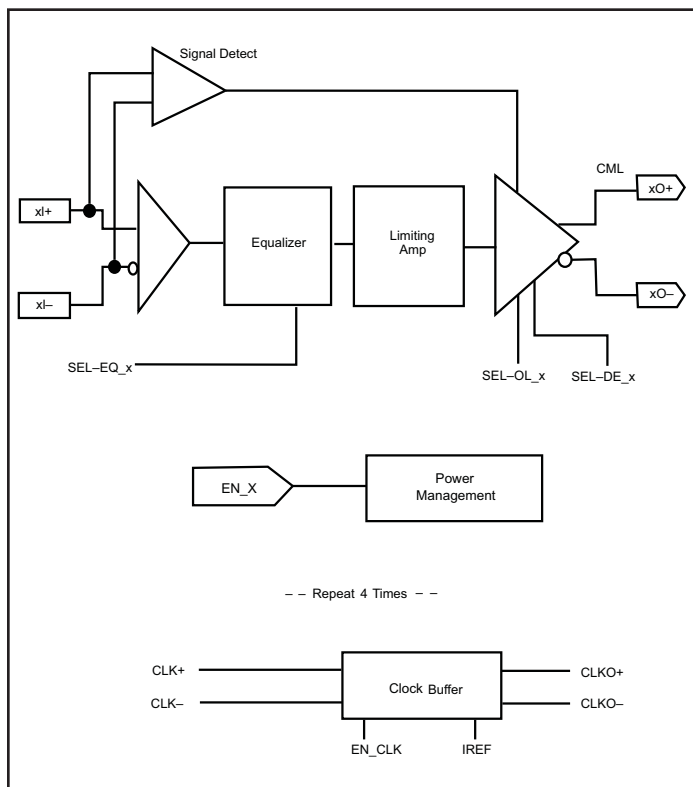 Signal Detect
CML
xI+
xO+
Equalizer
Limiting
Amp
xI–
xO–
SEL–EQ_x
SEL–OL_x
SEL–DE_x
EN_X
Power
Management
– – Repeat 4 Times – –
CLK+
Clock Buffer
CLKO+
CLK–
CLKO–
EN_CLK
IREF